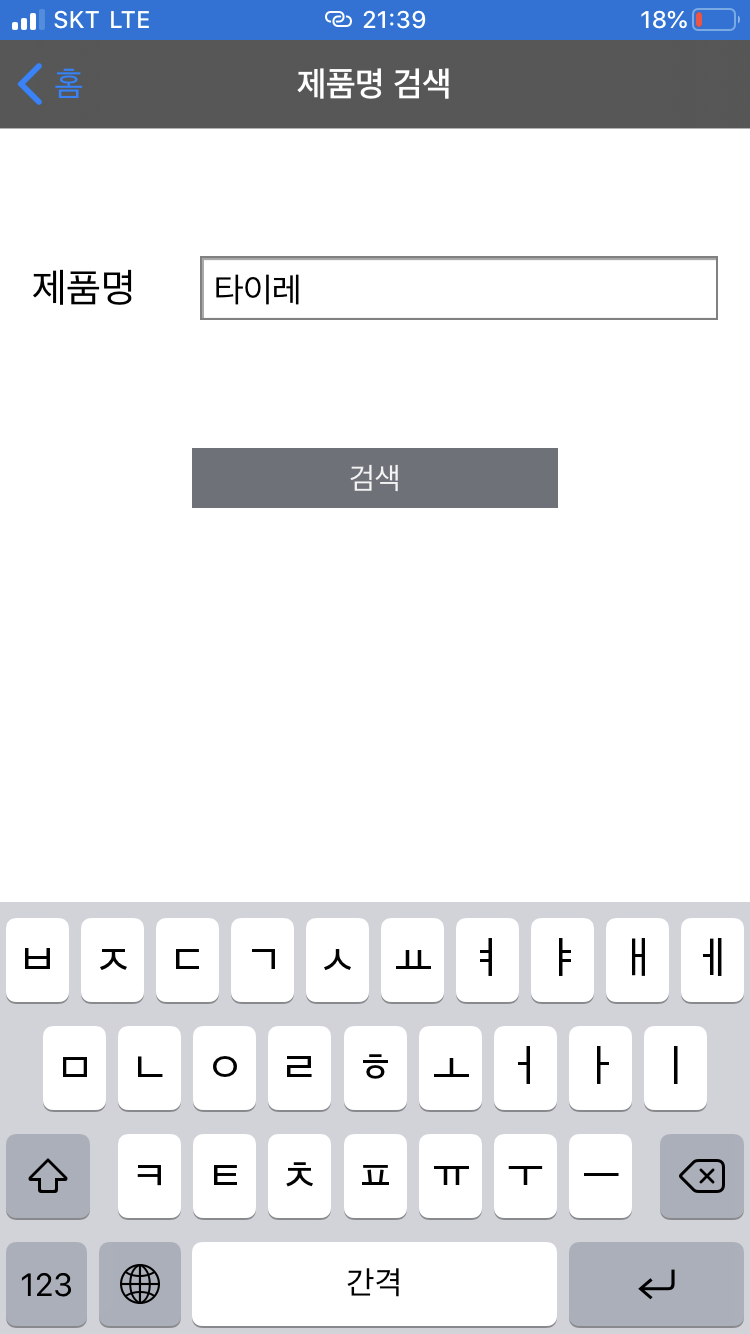 SKT LTE 21:39 18%
홈 제품명 검색
제품명 타이레
검색
ㅂ ㅈ ㄷ ㄱ ㅅ ㅛ ㅕ ㅑ ㅐ ㅔ
ㅁ ㄴ ㅇ ㄹ ㅎ ㅗ ㅓ ㅏ ㅣ
ㅋ ㅌ ㅊ ㅍ ㅠ ㅜ ㅡ
123 간격